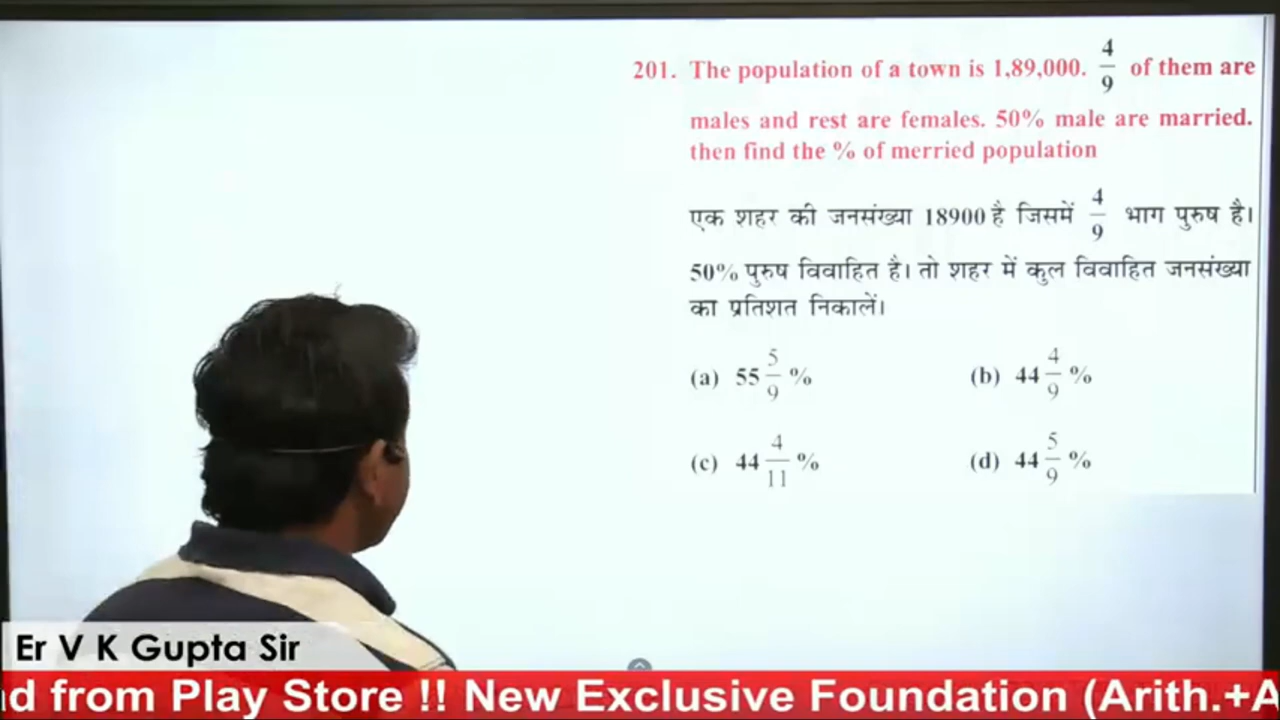 201. The population of a town is 1,89,000. 4/9 of them are
males and rest are females. 50% male are married.
then find the % of merried population
एक शहर की जनसंख्या 18900 है जिसमें 4/9 भाग पुरुष है।
50% पुरुष विवाहित है। तो शहर में कुल विवाहित जनसंख्या
का प्रतिशत निकालें।
(a) 55 5/9 % (b) 44 4/9 %
(c) 44 4/11 % (d) 44 5/9 %
Er V K Gupta Sir
d from Play Store !! New Exclusive Foundation (Arith.+A